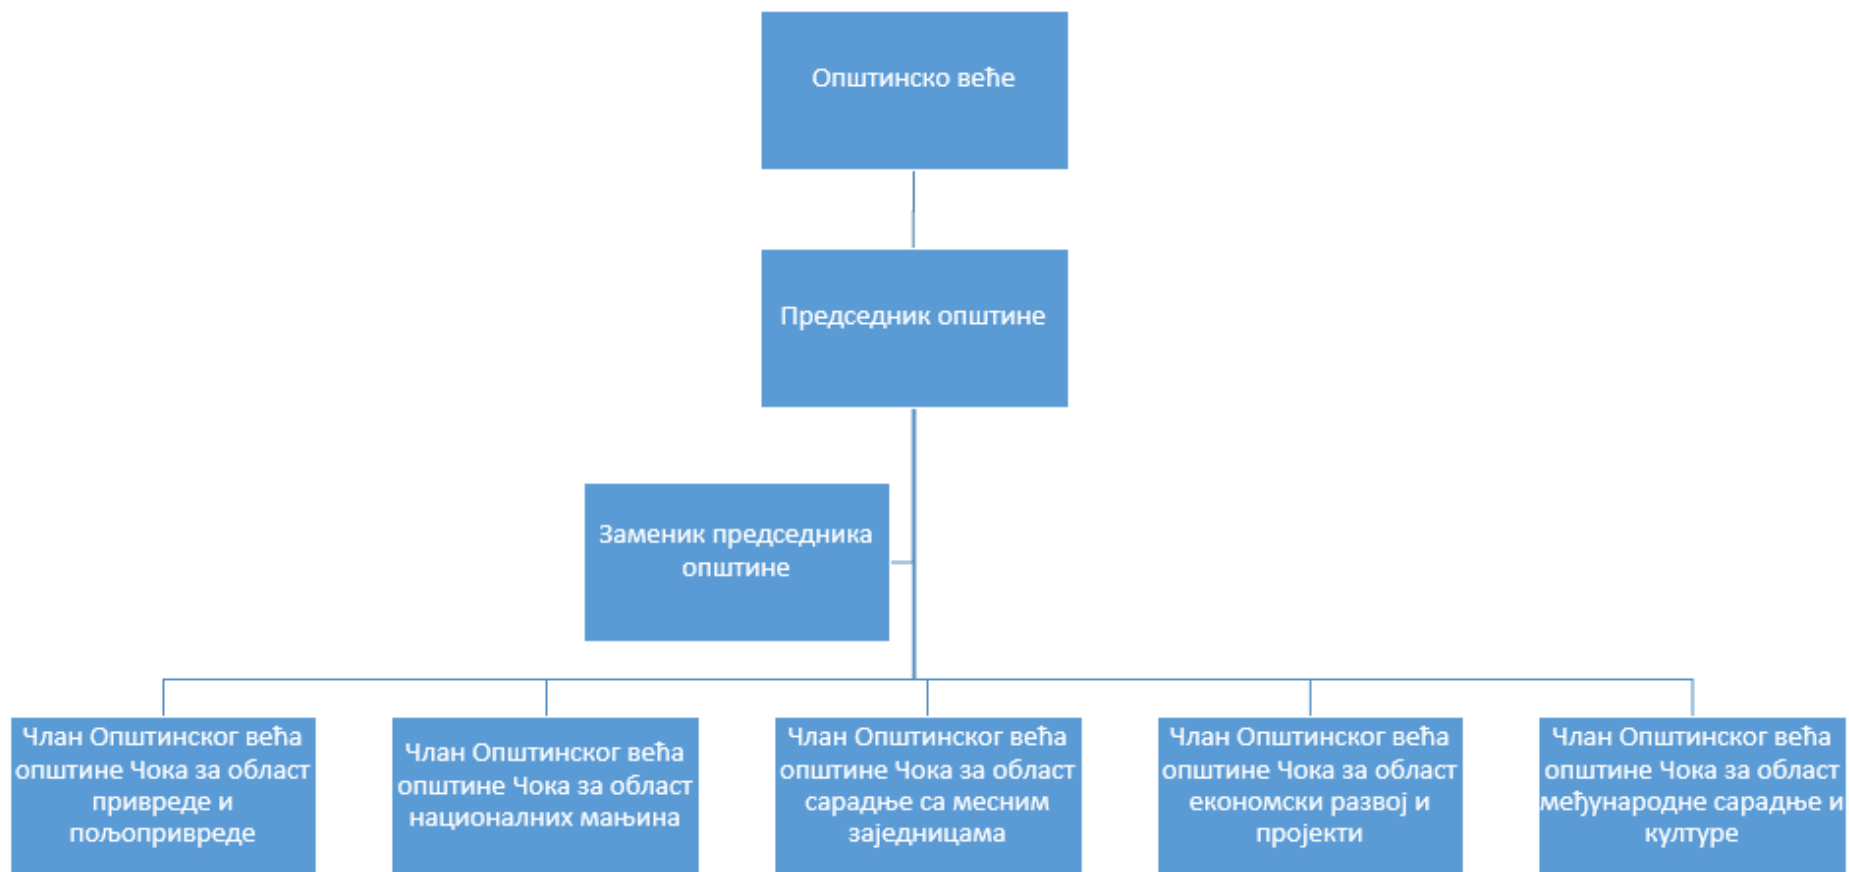 Општинско веће
Председник општине
Заменик председника
општине
Члан Општинског већа
општине Чока за област
привреде и
пољопривреде
Члан Општинског већа
општине Чока за област
националних мањина
Члан Општинског већа
општине Чока за област
сарадње са месним
заједницама
Члан Општинског већа
општине Чока за област
економски развој и
пројекти
Члан Општинског већа
општине Чока за област
међународне сарадње и
културе